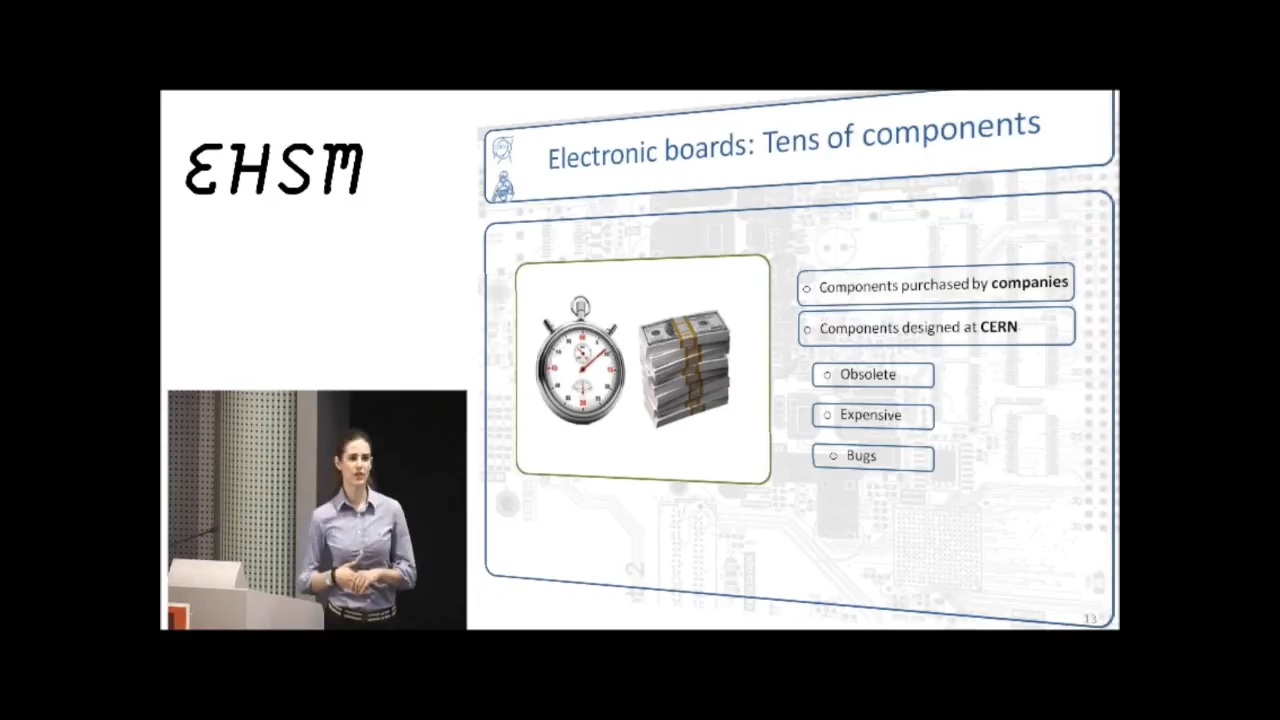 EHSM
Electronic boards: Tens of components
Components purchased by companies
Components designed at CERN
Obsolete
Expensive
Bugs
13